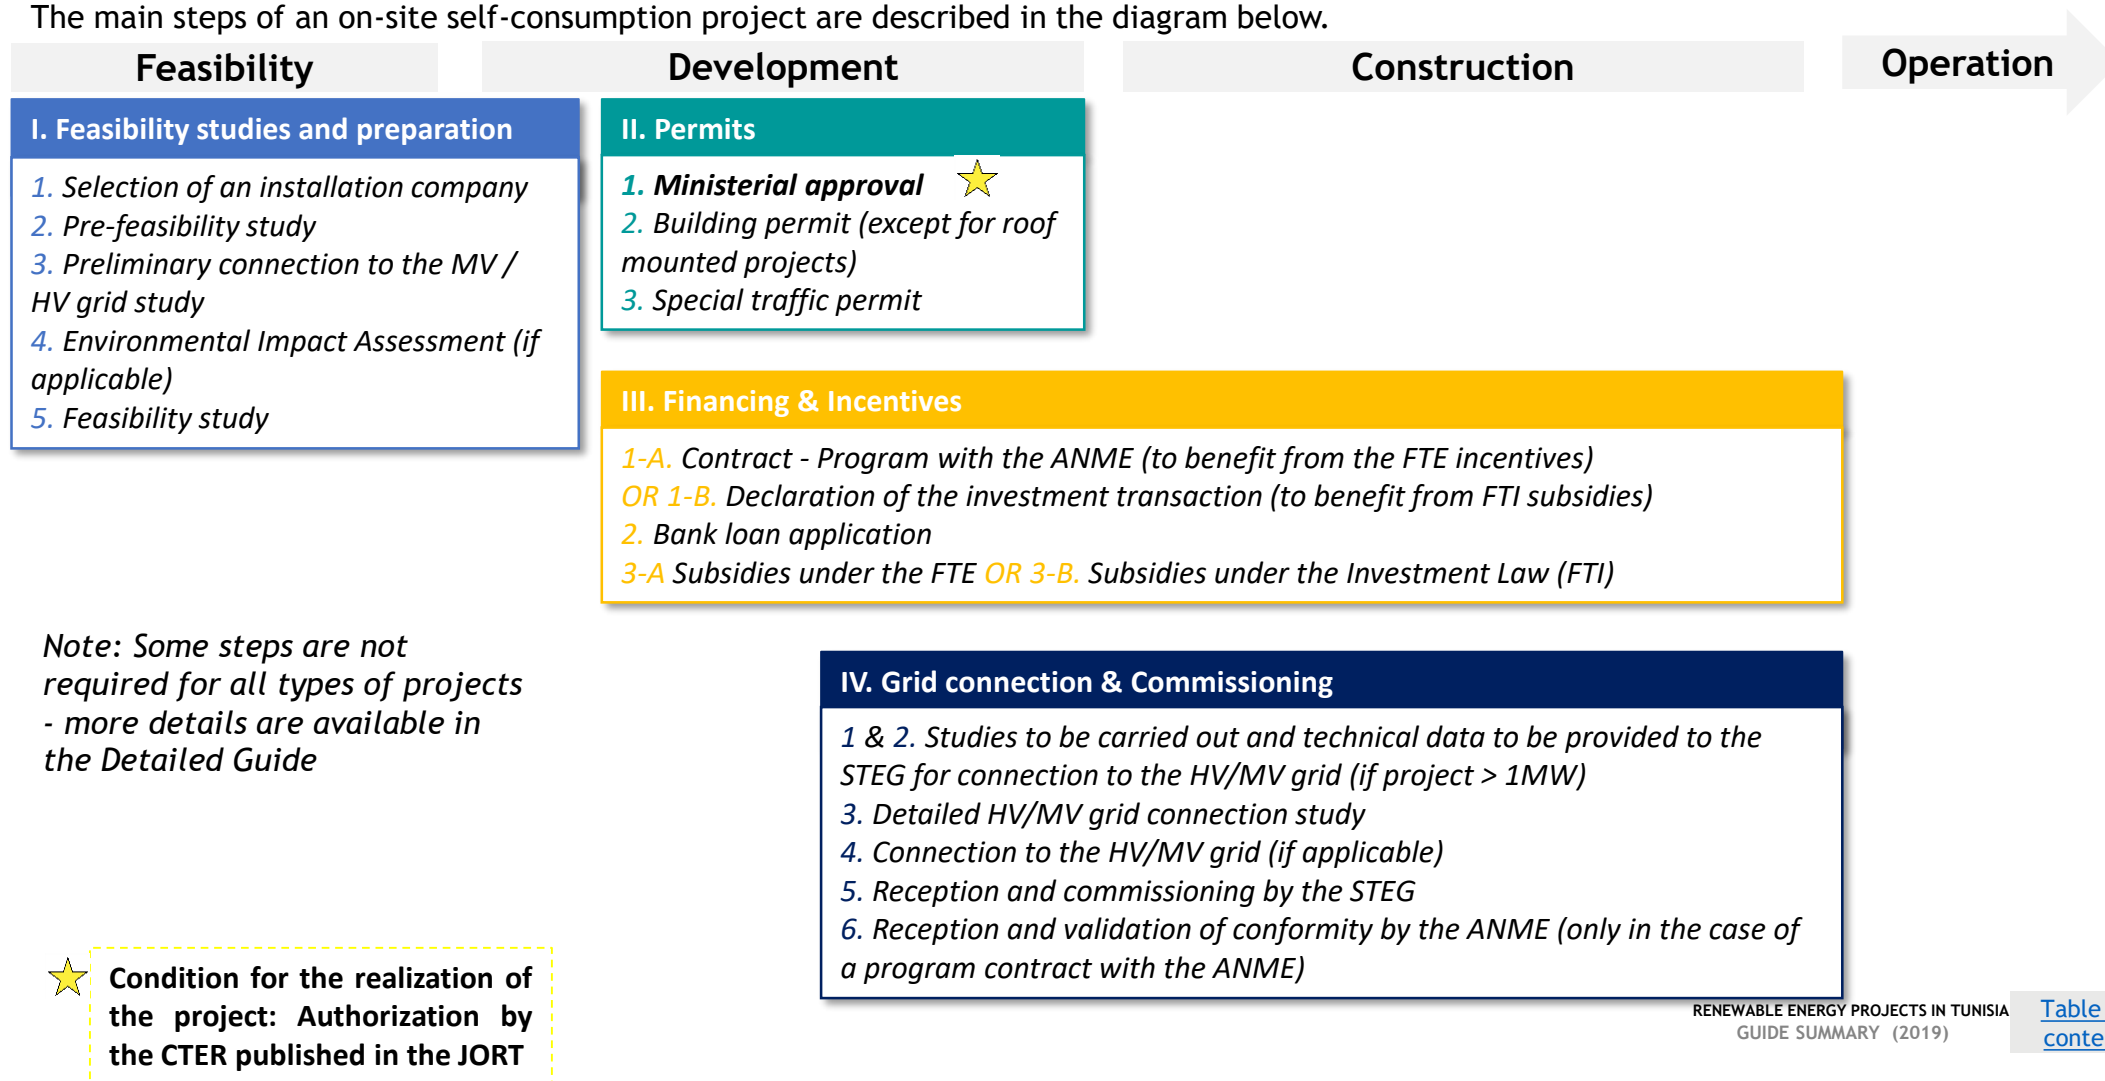 The main steps of an on-site self-consumption project are described in the diagram below.
Feasibility
Development
Construction
Operation
I. Feasibility studies and preparation
1. Selection of an installation company
2. Pre-feasibility study
3. Preliminary connection to the MV /
HV grid study
4. Environmental Impact Assessment (if
applicable)
5. Feasibility study
II. Permits
1. Ministerial approval
2. Building permit (except for roof
mounted projects)
3. Special traffic permit
III. Financing & Incentives
1-A. Contract - Program with the ANME (to benefit from the FTE incentives)
OR 1-B. Declaration of the investment transaction (to benefit from FTI subsidies)
2. Bank loan application
3-A Subsidies under the FTE OR 3-B. Subsidies under the Investment Law (FTI)
Note: Some steps are not
required for all types of projects
- more details are available in
the Detailed Guide
IV. Grid connection & Commissioning
1 & 2. Studies to be carried out and technical data to be provided to the
STEG for connection to the HV/MV grid (if project > 1MW)
3. Detailed HV/MV grid connection study
4. Connection to the HV/MV grid (if applicable)
5. Reception and commissioning by the STEG
6. Reception and validation of conformity by the ANME (only in the case of
a program contract with the ANME)
Condition for the realization of
the project: Authorization by
the CTER published in the JORT
RENEWABLE ENERGY PROJECTS IN TUNISIA
GUIDE SUMMARY (2019)
Table
conte